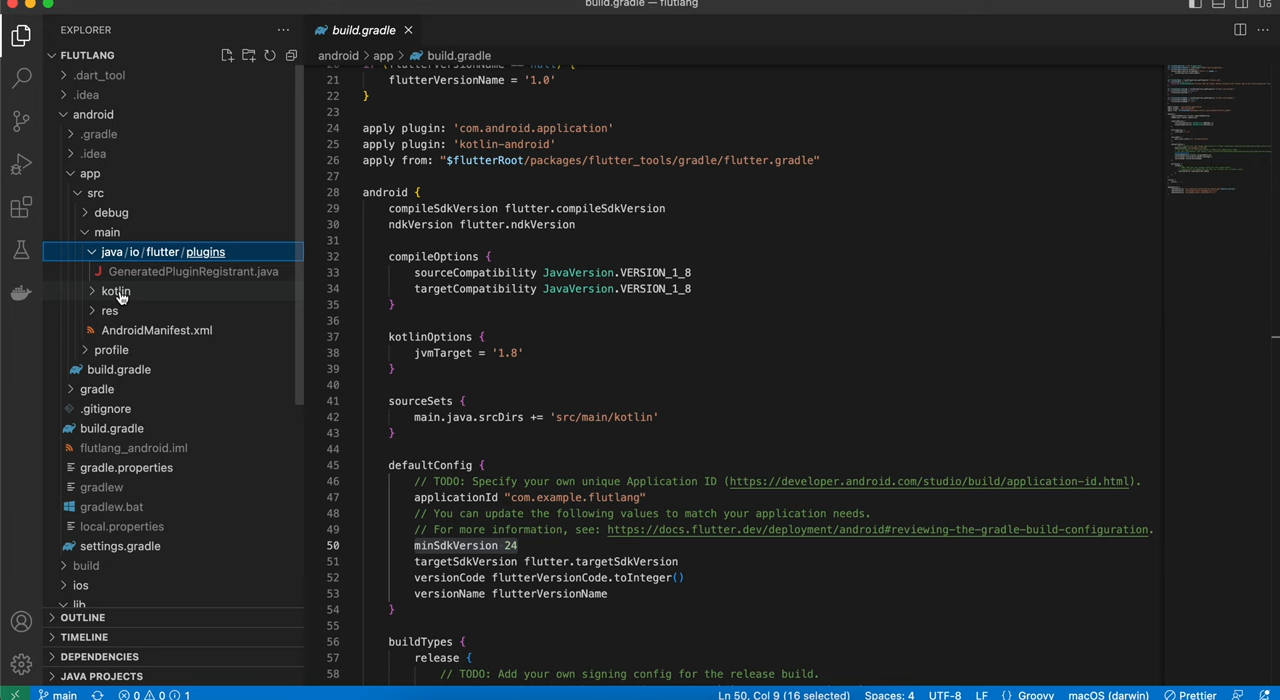 build.gradle — flutlang
EXPLORER
build.gradle
FLUTLANG
android > app > build.gradle
.dart_tool
.idea
android
.gradle
.idea
app
src
debug
main
java / io / flutter / plugins
GeneratedPluginRegistrant.java
kotlin
res
AndroidManifest.xml
profile
build.gradle
gradle
.gitignore
build.gradle
flutlang_android.iml
gradle.properties
gradlew
gradlew.bat
local.properties
settings.gradle
build
ios
lib
OUTLINE
TIMELINE
DEPENDENCIES
JAVA PROJECTS
20 if (flutterVersionName == null) {
21 flutterVersionName = '1.0'
22 }
23
24 apply plugin: 'com.android.application'
25 apply plugin: 'kotlin-android'
26 apply from: "$flutterRoot/packages/flutter_tools/gradle/flutter.gradle"
27
28 android {
29 compileSdkVersion flutter.compileSdkVersion
30 ndkVersion flutter.ndkVersion
31
32 compileOptions {
33 sourceCompatibility JavaVersion.VERSION_1_8
34 targetCompatibility JavaVersion.VERSION_1_8
35 }
36
37 kotlinOptions {
38 jvmTarget = '1.8'
39 }
40
41 sourceSets {
42 main.java.srcDirs += 'src/main/kotlin'
43 }
44
45 defaultConfig {
46 // TODO: Specify your own unique Application ID (https://developer.android.com/studio/build/application-id.html).
47 applicationId "com.example.flutlang"
48 // You can update the following values to match your application needs.
49 // For more information, see: https://docs.flutter.dev/deployment/android#reviewing-the-gradle-build-configuration.
50 minSdkVersion 24
51 targetSdkVersion flutter.targetSdkVersion
52 versionCode flutterVersionCode.toInteger()
53 versionName flutterVersionName
54 }
55
56 buildTypes {
57 release {
58 // TODO: Add your own signing config for the release build.
main 0 0 1 Ln 50, Col 9 (16 selected) Spaces: 4 UTF-8 LF {} Groovy macOS (darwin) Prettier